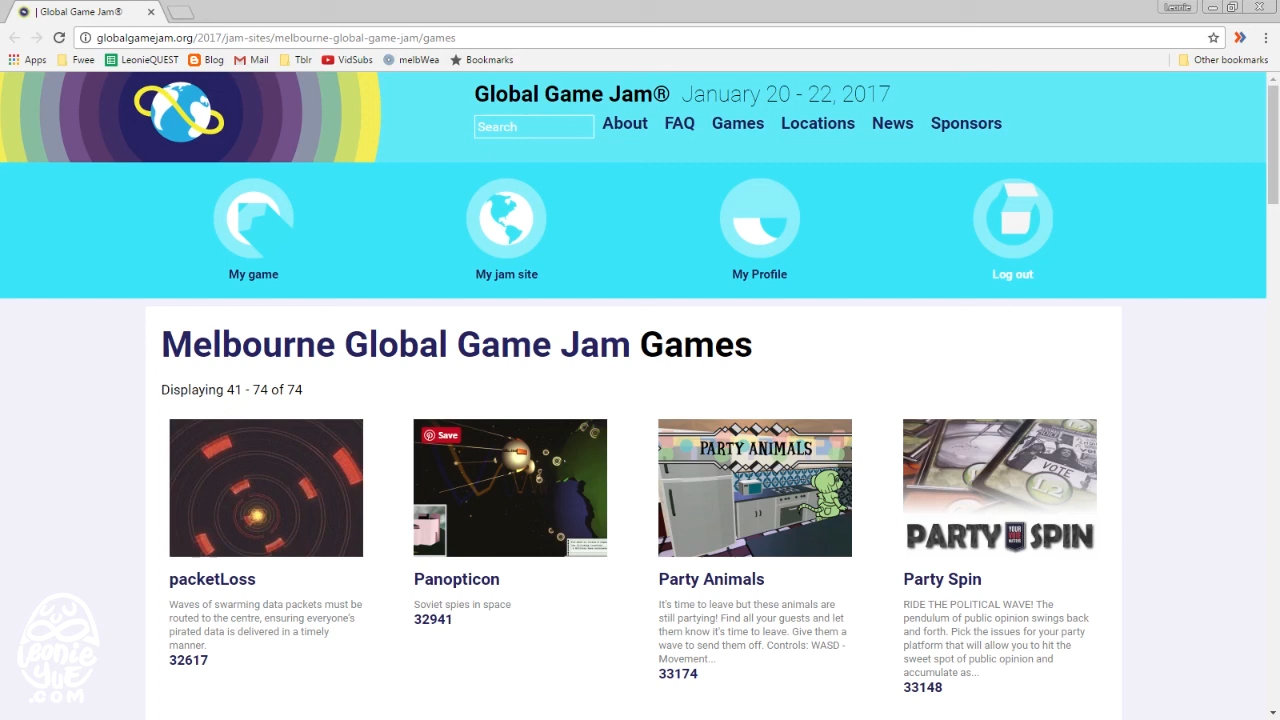 | Global Game Jam®
Leonie
globalgamejam.org/2017/jam-sites/melbourne-global-game-jam/games
Apps Fwee LeonieQUEST Blog Mail Tblr VidSubs melbWea Bookmarks Other bookmarks
Global Game Jam® January 20 - 22, 2017
Search About FAQ Games Locations News Sponsors
My game My jam site My Profile Log out
Melbourne Global Game Jam Games
Displaying 41 - 74 of 74
Save
PARTY ANIMALS
VOTE
L2
PARTY YOUR VOTE MATTERS SPIN
packetLoss
Waves of swarming data packets must be
routed to the centre, ensuring everyone's
pirated data is delivered in a timely
manner.
32617
Panopticon
Soviet spies in space
32941
Party Animals
It's time to leave but these animals are
still partying! Find all your guests and let
them know it's time to leave. Give them a
wave to send them off. Controls: WASD -
Movement...
33174
Party Spin
RIDE THE POLITICAL WAVE! The
pendulum of public opinion swings back
and forth. Pick the issues for your party
platform that will allow you to hit the
sweet spot of public opinion and
accumulate as...
33148
Leonie
YUE
.COM